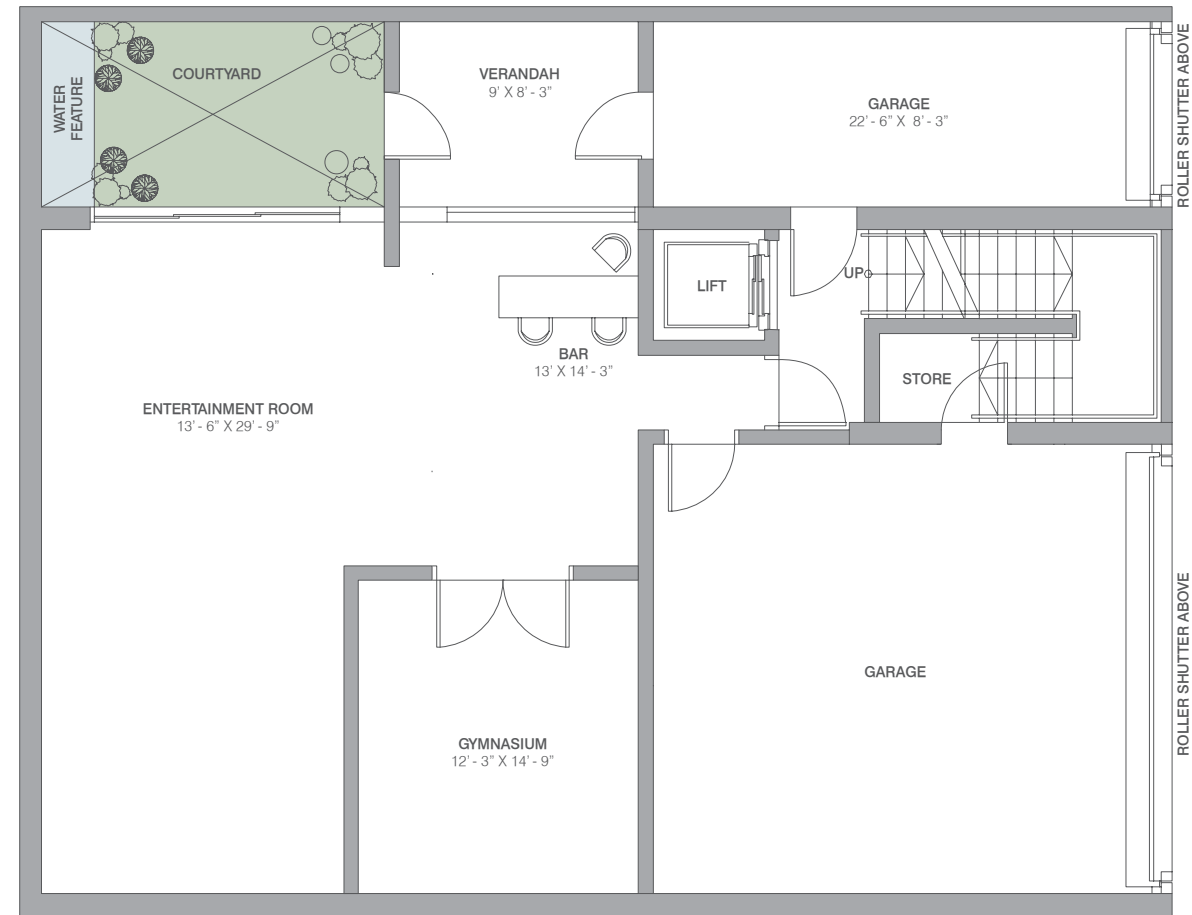 WATER
FEATURE
COURTYARD
VERANDAH
9' X 8' - 3”
GARAGE
22' - 6” X 8' - 3”
ROLLER SHUTTER ABOVE
LIFT
UP
BAR
13' X 14' - 3”
STORE
ENTERTAINMENT ROOM
13' - 6” X 29' - 9”
GARAGE
ROLLER SHUTTER ABOVE
GYMNASIUM
12' - 3” X 14' - 9”